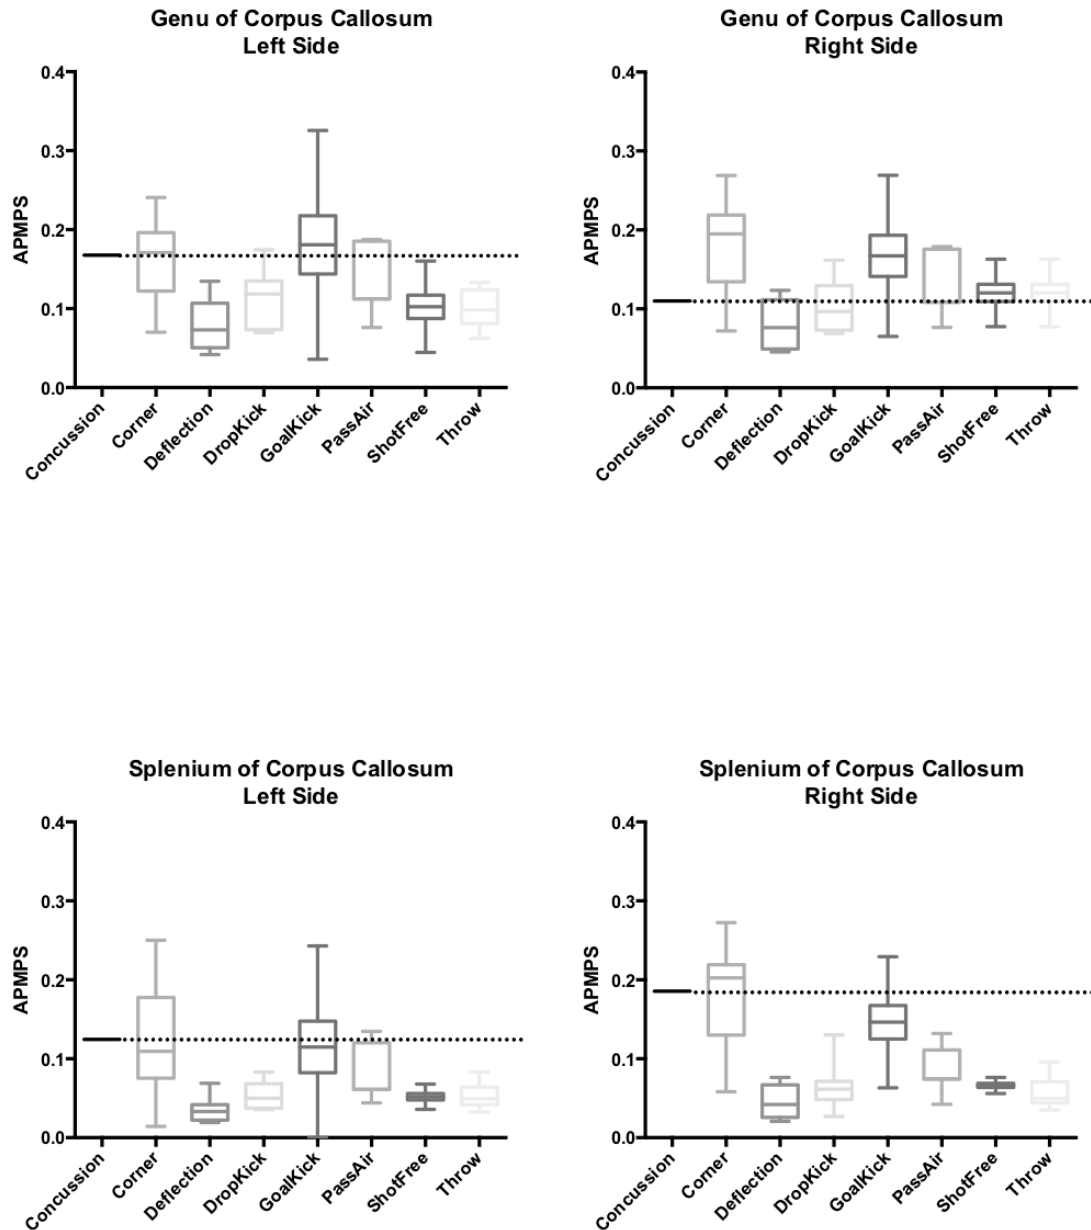 Genu of Corpus Callosum
Left Side
APMPS
0.4
0.3
0.2
0.1
0.0
Concussion
Corner
Deflection
DropKick
GoalKick
PassAir
ShotFree
Throw
Genu of Corpus Callosum
Right Side
APMPS
0.4
0.3
0.2
0.1
0.0
Concussion
Corner
Deflection
DropKick
GoalKick
PassAir
ShotFree
Throw
Splenium of Corpus Callosum
Left Side
APMPS
0.4
0.3
0.2
0.1
0.0
Concussion
Corner
Deflection
DropKick
GoalKick
PassAir
ShotFree
Throw
Splenium of Corpus Callosum
Right Side
APMPS
0.4
0.3
0.2
0.1
0.0
Concussion
Corner
Deflection
DropKick
GoalKick
PassAir
ShotFree
Throw